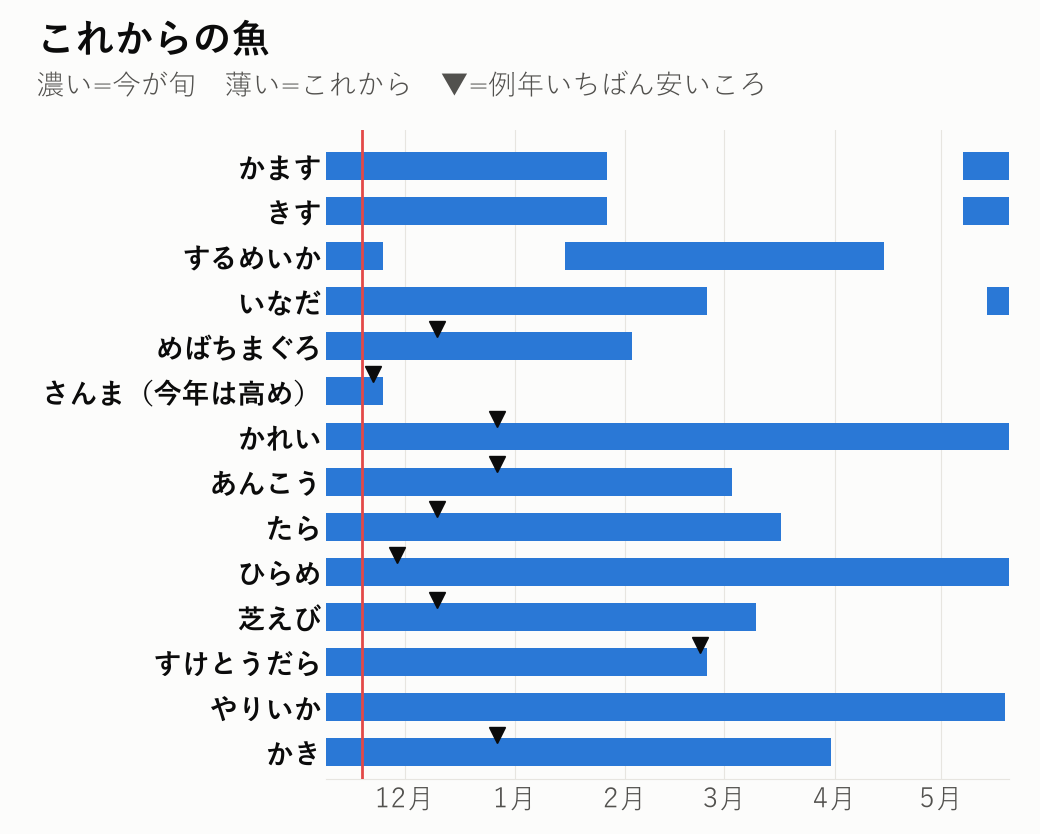 これからの魚
濃い=今が旬　薄い=これから　▼=例年いちばん安いころ
かます
きす
するめいか
いなだ
めばちまぐろ
さんま（今年は高め）
かれい
あんこう
たら
ひらめ
芝えび
すけとうだら
やりいか
かき
12月 1月 2月 3月 4月 5月